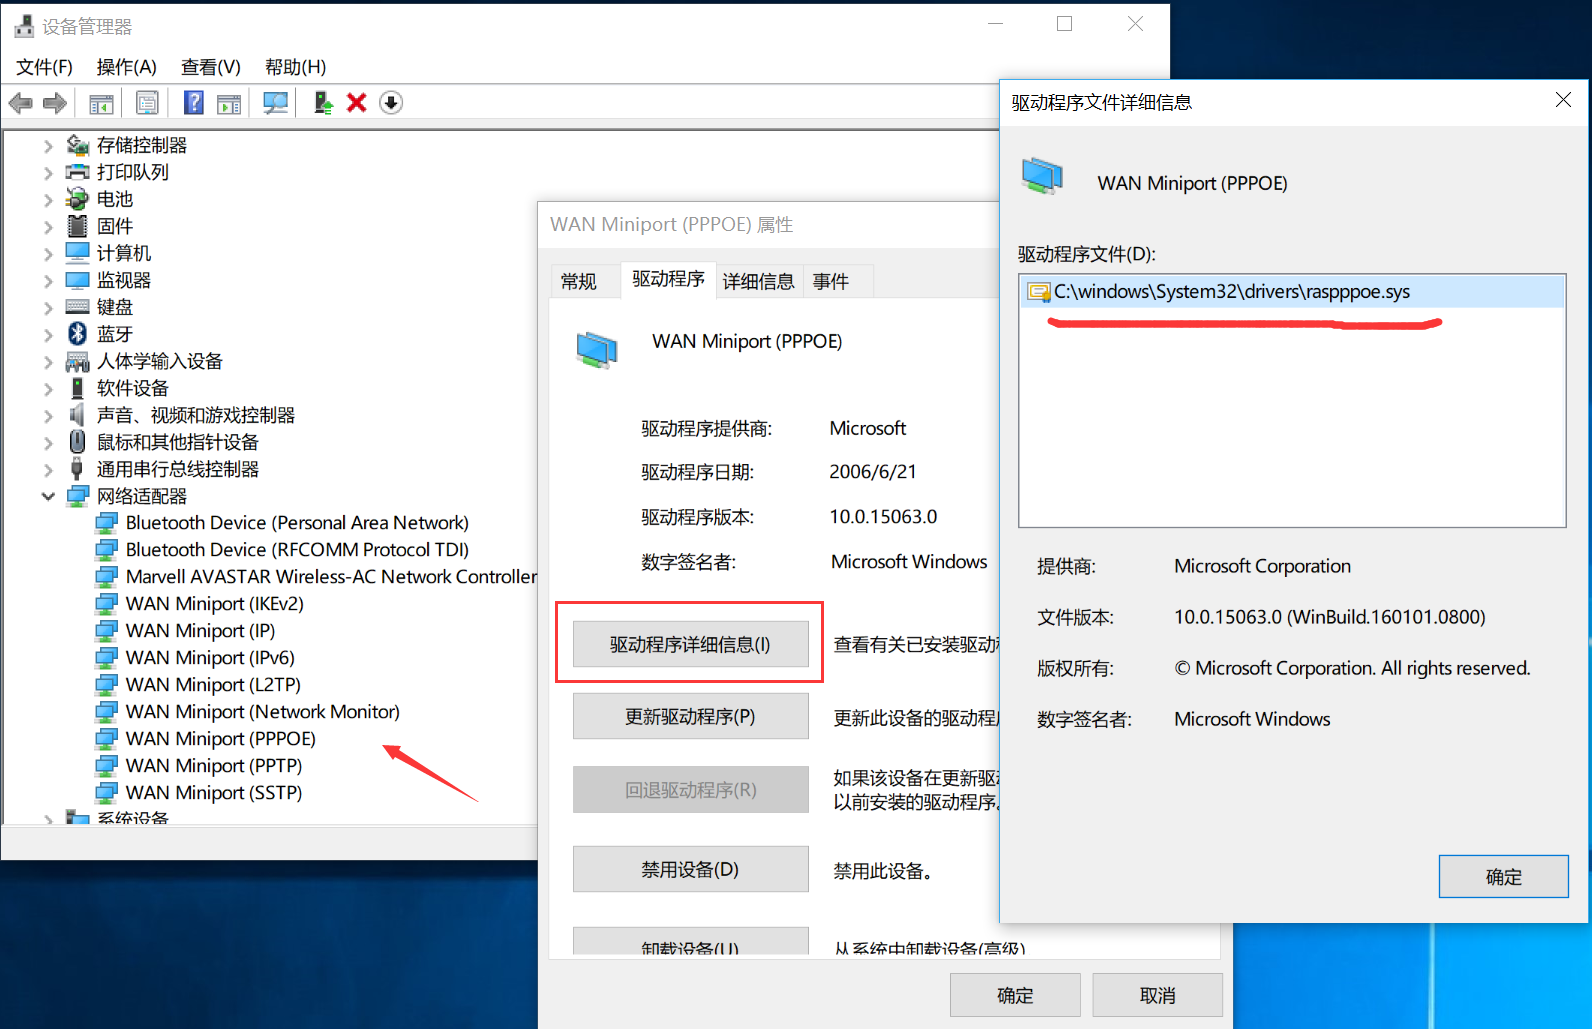 设备管理器
文件(F) 操作(A) 查看(V) 帮助(H)
存储控制器
打印队列
电池
固件
计算机
监视器
键盘
蓝牙
人体学输入设备
软件设备
声音、视频和游戏控制器
鼠标和其他指针设备
通用串行总线控制器
网络适配器
Bluetooth Device (Personal Area Network)
Bluetooth Device (RFCOMM Protocol TDI)
Marvell AVASTAR Wireless-AC Network Controller
WAN Miniport (IKEv2)
WAN Miniport (IP)
WAN Miniport (IPv6)
WAN Miniport (L2TP)
WAN Miniport (Network Monitor)
WAN Miniport (PPPOE)
WAN Miniport (PPTP)
WAN Miniport (SSTP)
系统设备
WAN Miniport (PPPOE) 属性
常规 驱动程序 详细信息 事件
WAN Miniport (PPPOE)
驱动程序提供商: Microsoft
驱动程序日期: 2006/6/21
驱动程序版本: 10.0.15063.0
数字签名者: Microsoft Windows
驱动程序详细信息(I) 查看有关已安装驱动
更新驱动程序(P) 更新此设备的驱动程
回退驱动程序(R) 如果该设备在更新驱
以前安装的驱动程序。
禁用设备(D) 禁用此设备。
卸载设备(U) 从系统中卸载设备(高级)
确定 取消
驱动程序文件详细信息
WAN Miniport (PPPOE)
驱动程序文件(D):
C:\windows\System32\drivers\raspppoe.sys
提供商: Microsoft Corporation
文件版本: 10.0.15063.0 (WinBuild.160101.0800)
版权所有: © Microsoft Corporation. All rights reserved.
数字签名者: Microsoft Windows
确定